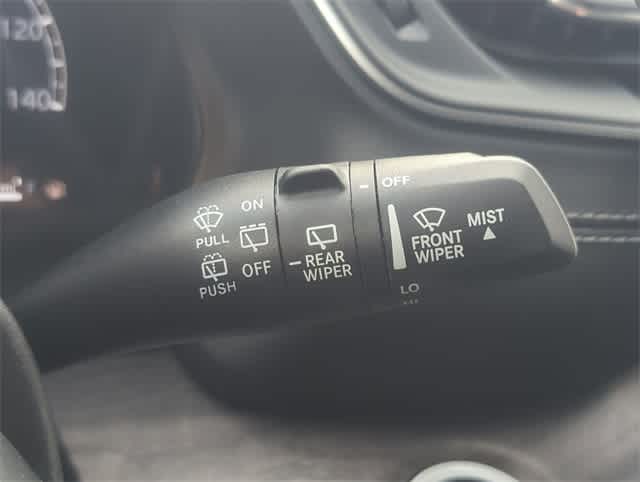 120
140
PULL
PUSH
ON
OFF
REAR
WIPER
OFF
FRONT
WIPER
LO
MIST